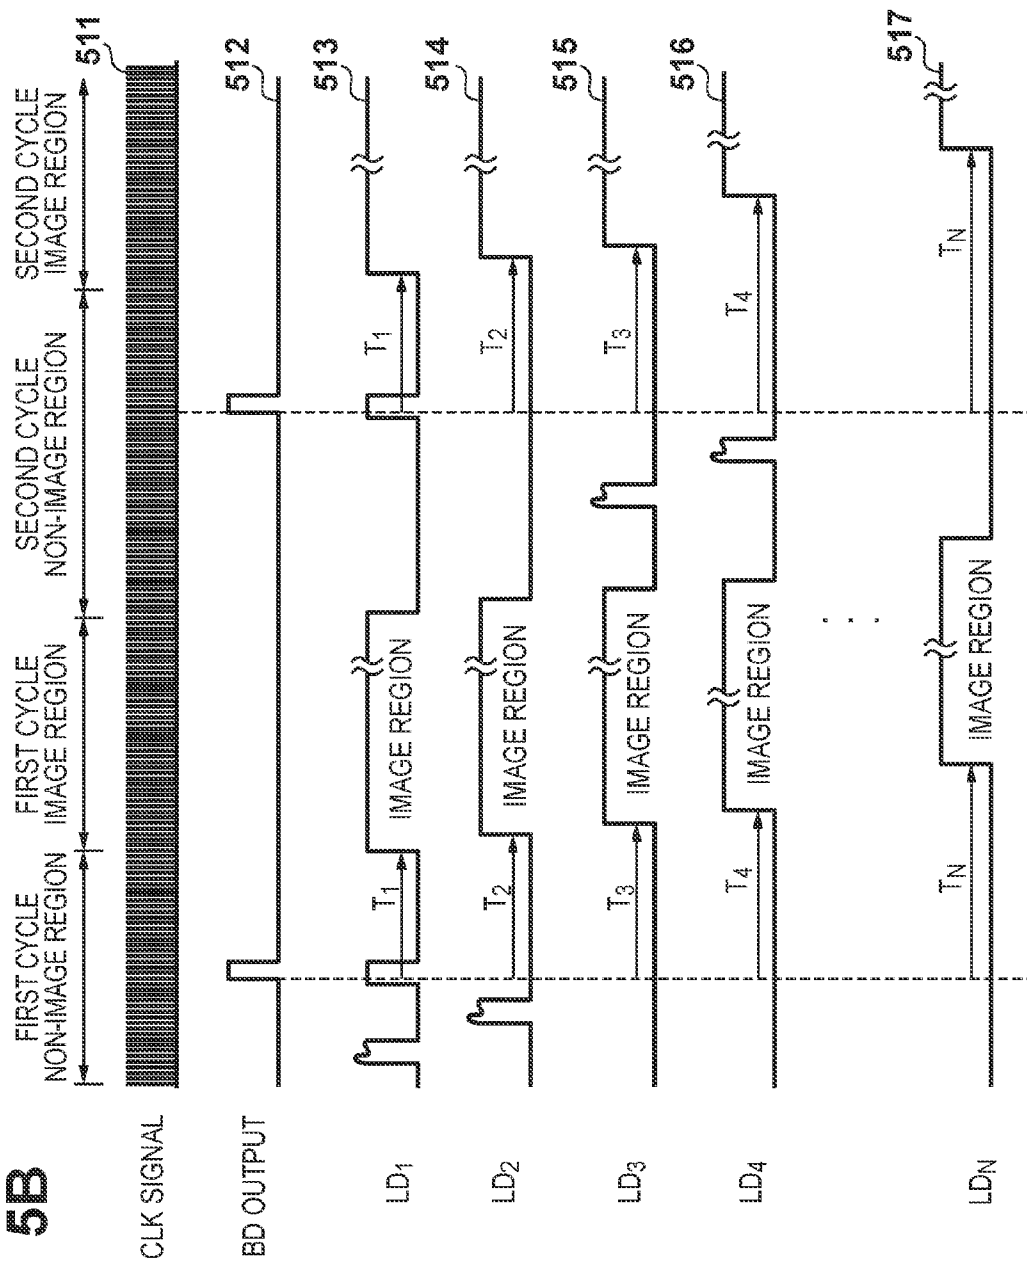 5B
FIRST CYCLE
NON-IMAGE REGION
FIRST CYCLE
IMAGE REGION
SECOND CYCLE
NON-IMAGE REGION
SECOND CYCLE
IMAGE REGION
CLK SIGNAL
511
BD OUTPUT
512
LD1
T1
IMAGE REGION
T1
513
LD2
T2
IMAGE REGION
T2
514
LD3
T3
IMAGE REGION
T3
515
LD4
T4
IMAGE REGION
T4
516
. . .
LDN
TN
IMAGE REGION
TN
517